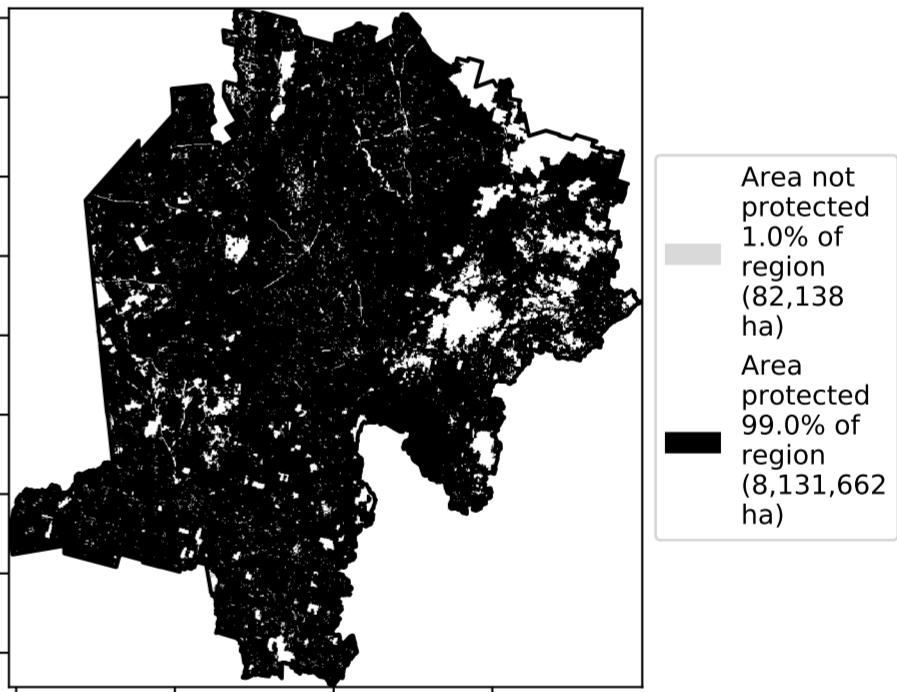 Area not
protected
1.0% of
region
(82,138
ha)
Area
protected
99.0% of
region
(8,131,662
ha)